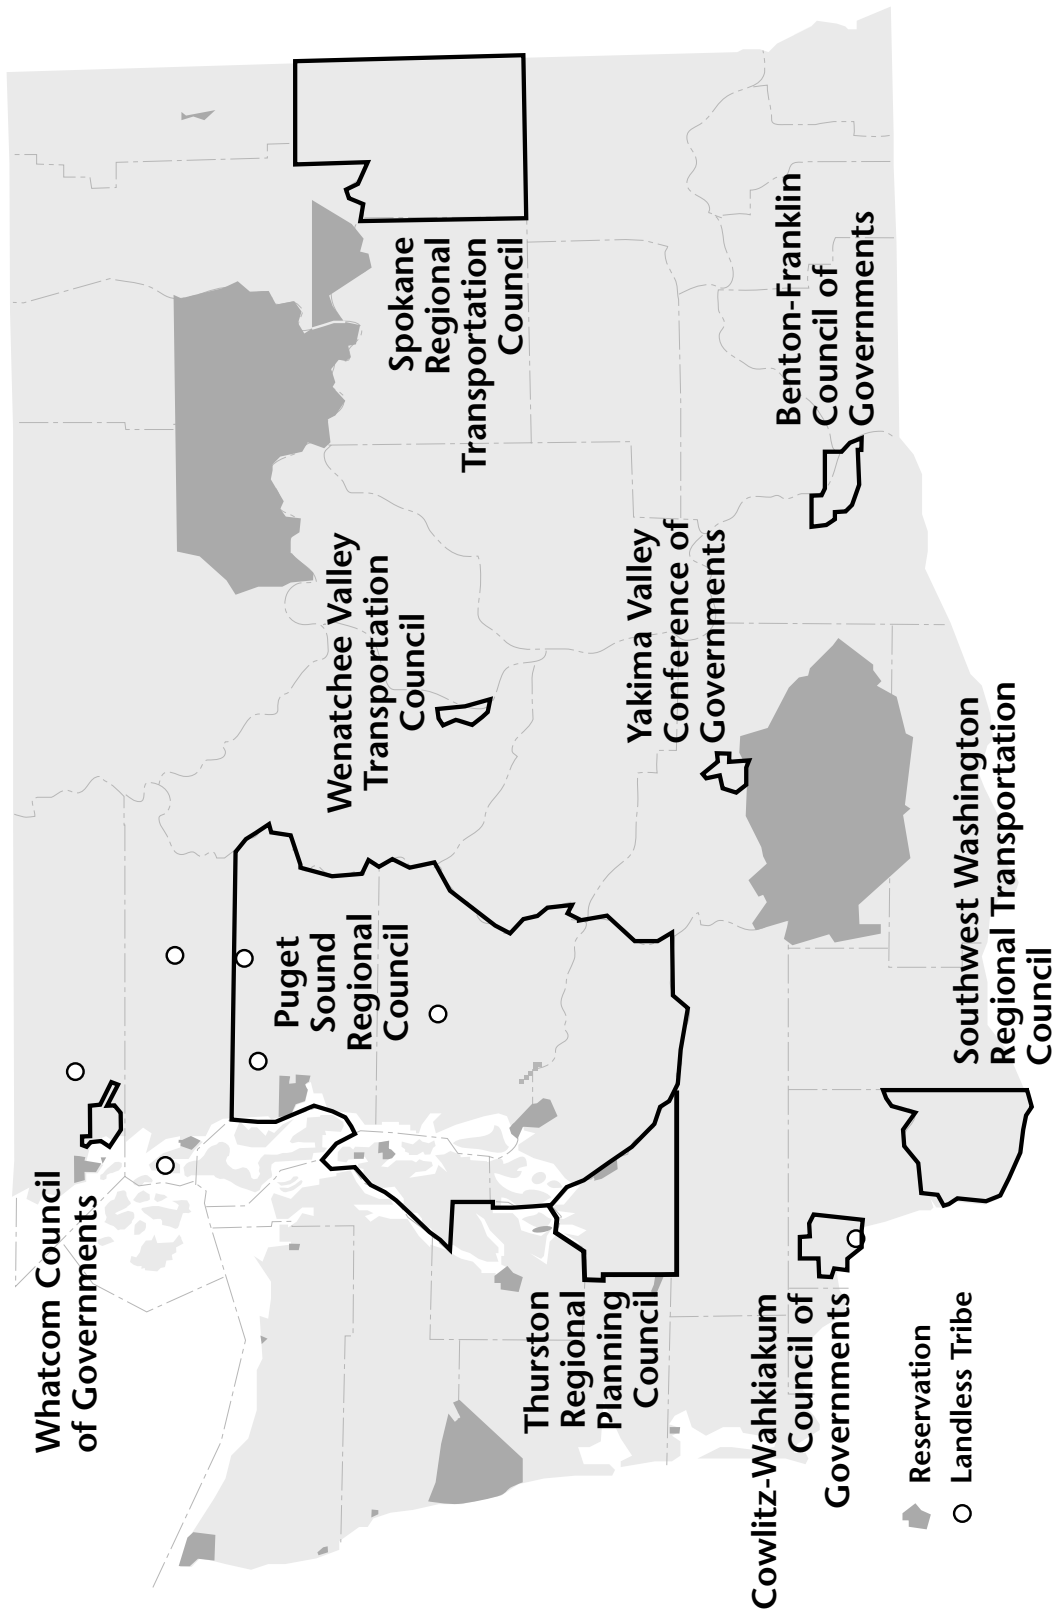 Whatcom Council
of Governments
Puget
Sound
Regional
Council
Wenatchee Valley
Transportation
Council
Spokane
Regional
Transportation
Council
Thurston
Regional
Planning
Council
Yakima Valley
Conference of
Governments
Benton-Franklin
Council of
Governments
Cowlitz-Wahkiakum
Council of
Governments
Southwest Washington
Regional Transportation
Council
Reservation
Landless Tribe